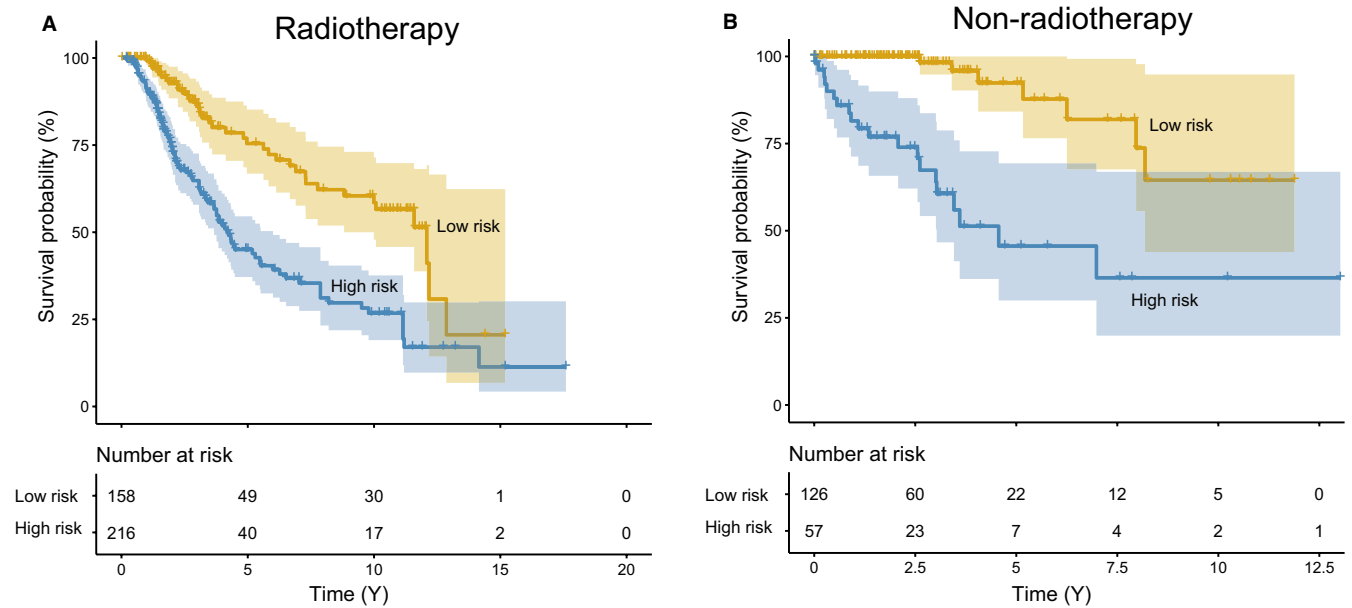 A
Radiotherapy
Survival probability (%)
100
75
50
25
0
Low risk
High risk
Number at risk
Low risk 158 49 30 1 0
High risk 216 40 17 2 0
0 5 10 15 20
Time (Y)
B
Non-radiotherapy
Survival probability (%)
100
75
50
25
0
Low risk
High risk
Number at risk
Low risk 126 60 22 12 5 0
High risk 57 23 7 4 2 1
0 2.5 5 7.5 10 12.5
Time (Y)